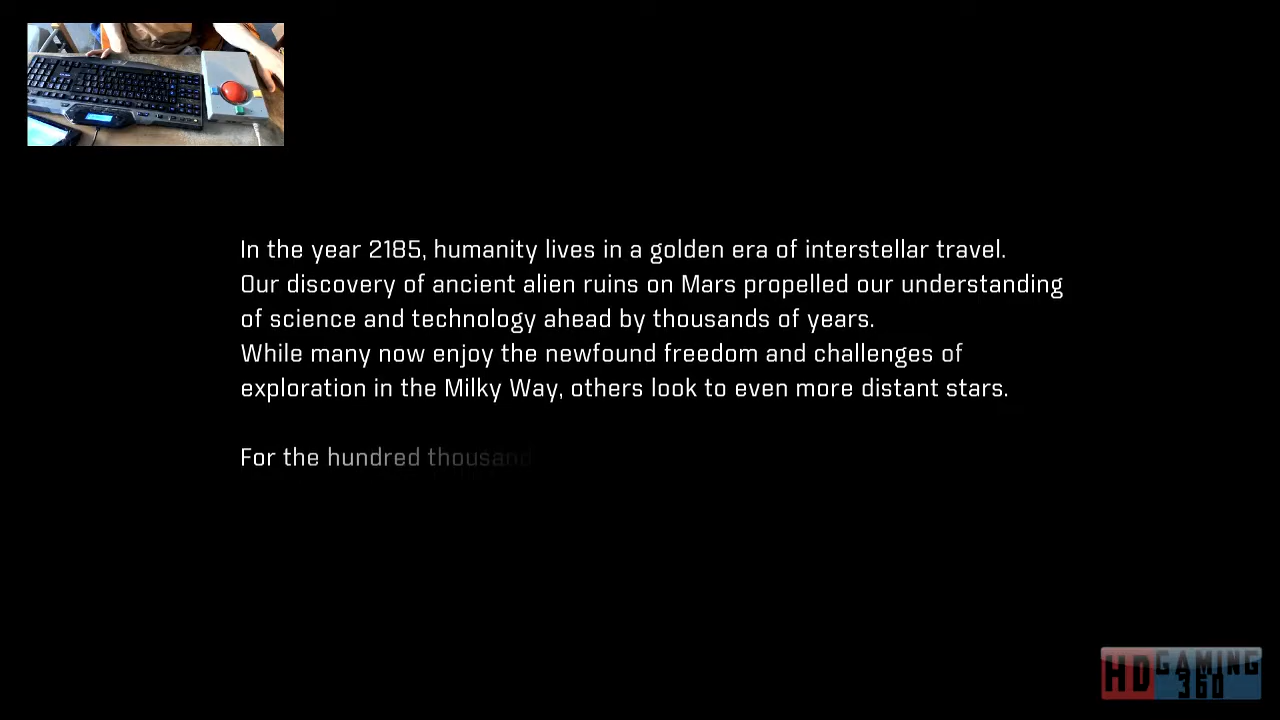 In the year 2185, humanity lives in a golden era of interstellar travel.
Our discovery of ancient alien ruins on Mars propelled our understanding
of science and technology ahead by thousands of years.
While many now enjoy the newfound freedom and challenges of
exploration in the Milky Way, others look to even more distant stars.
For the hundred thousand
HD GAMING
360